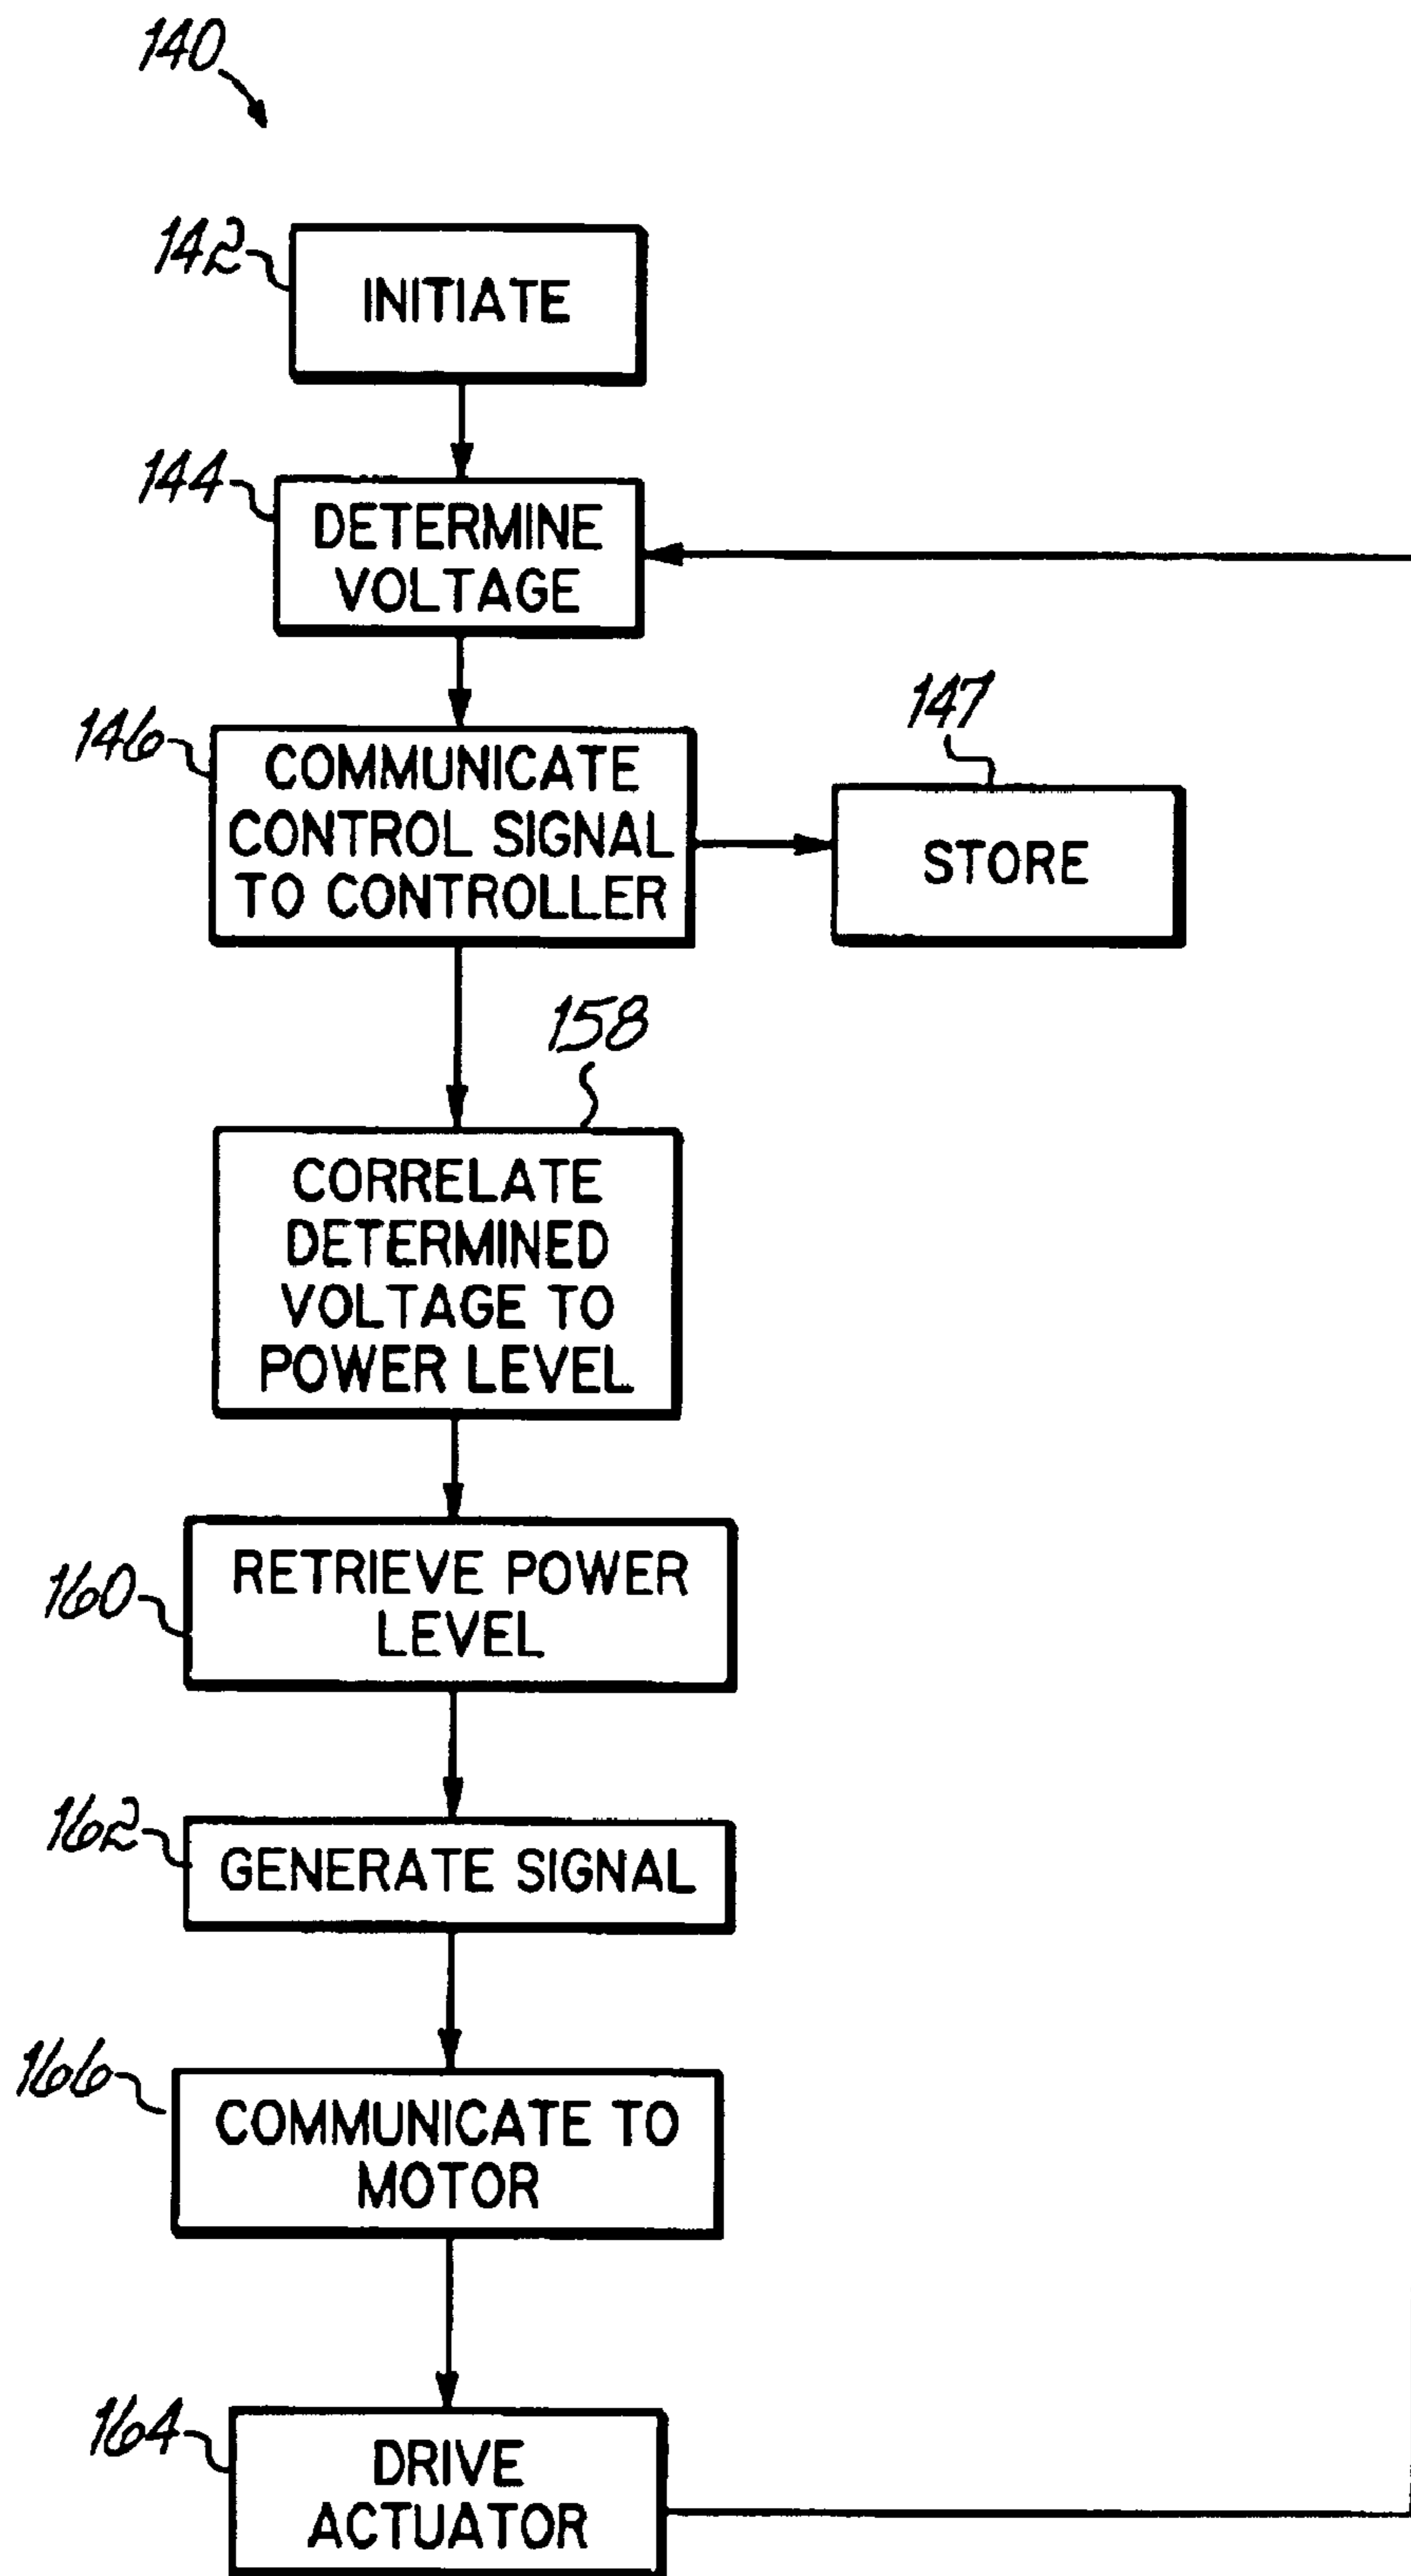 140
142
INITIATE
144
DETERMINE
VOLTAGE
146
COMMUNICATE
CONTROL SIGNAL
TO CONTROLLER
147
STORE
158
CORRELATE
DETERMINED
VOLTAGE TO
POWER LEVEL
160
RETRIEVE POWER
LEVEL
162
GENERATE SIGNAL
166
COMMUNICATE TO
MOTOR
164
DRIVE
ACTUATOR